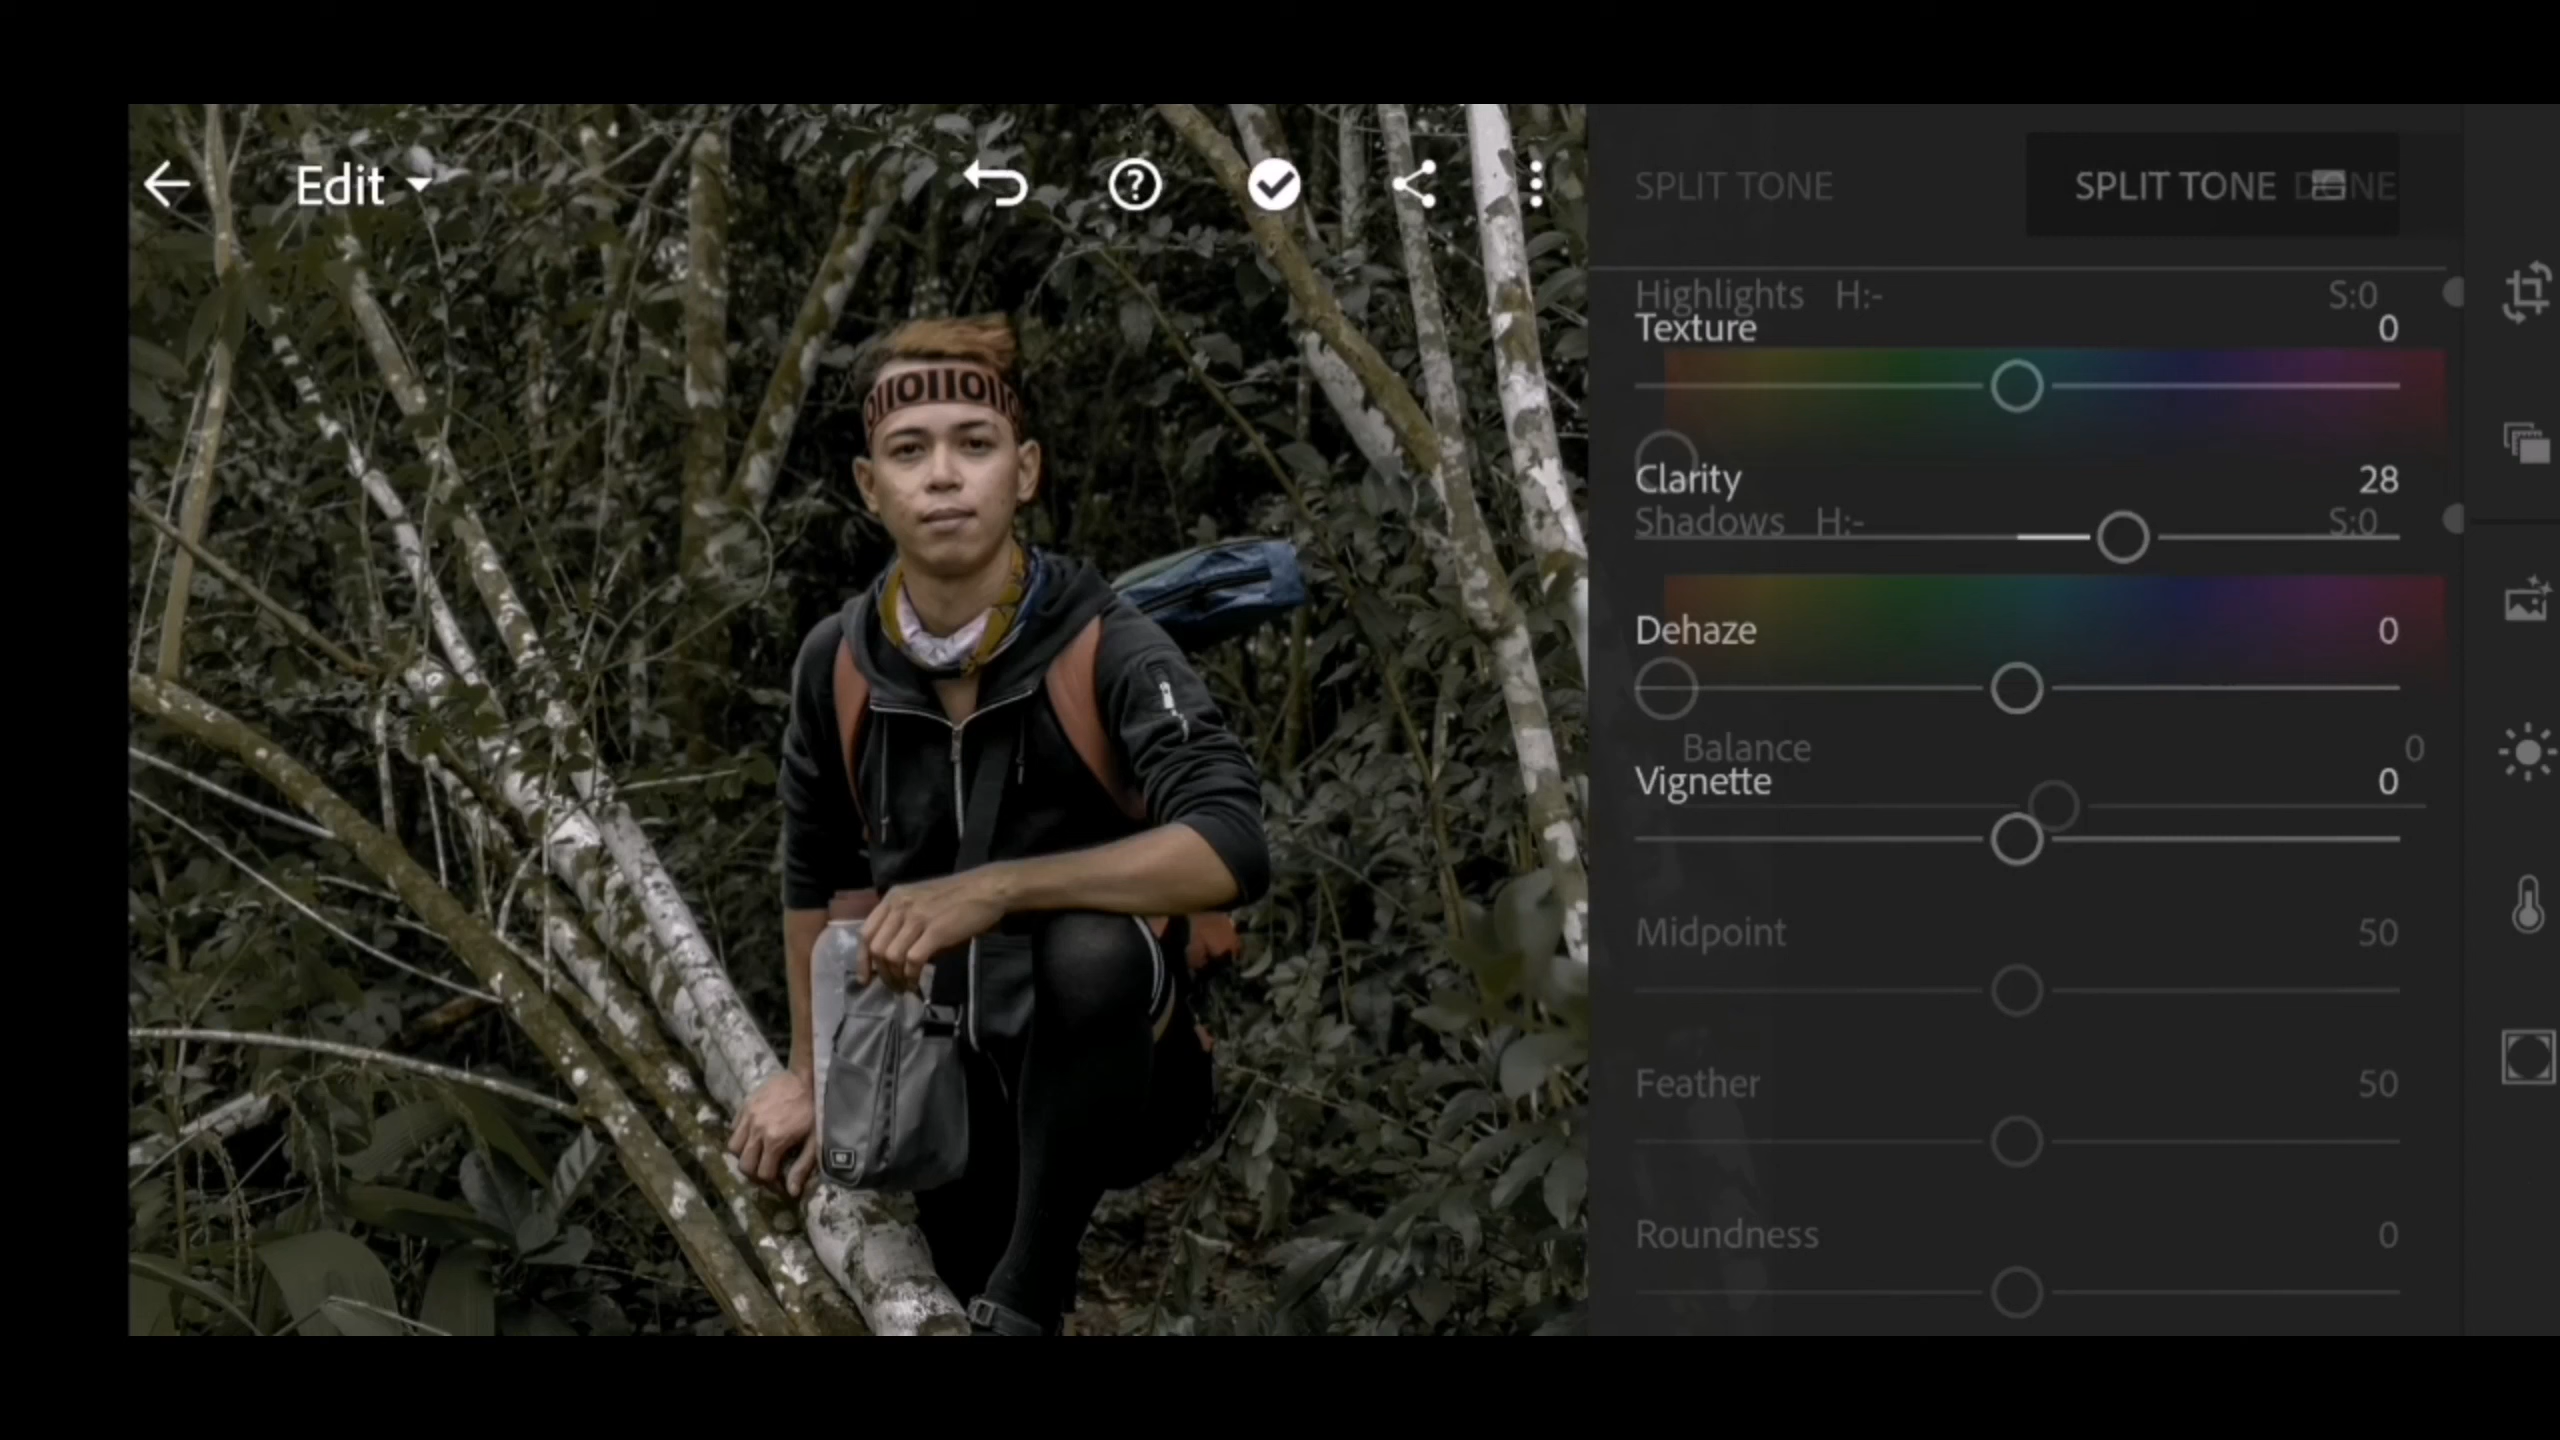 Edit
SPLIT TONE
SPLIT TONE
DONE
Highlights H:- S:0
Texture 0
Clarity 28
Shadows H:- S:0
Dehaze 0
Balance 0
Vignette 0
Midpoint 50
Feather 50
Roundness 0